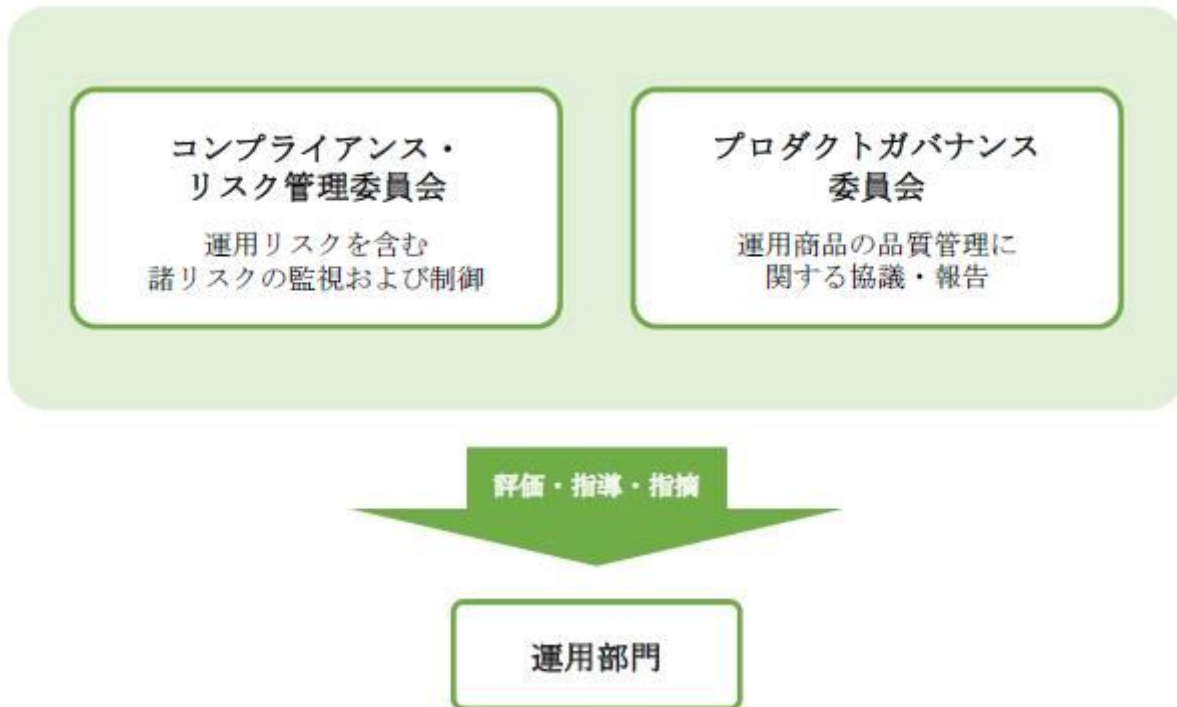 コンプライアンス・
リスク管理委員会
運用リスクを含む
諸リスクの監視および制御
プロダクトガバナンス
委員会
運用商品の品質管理に
関する協議・報告
評価・指導・指摘
運用部門